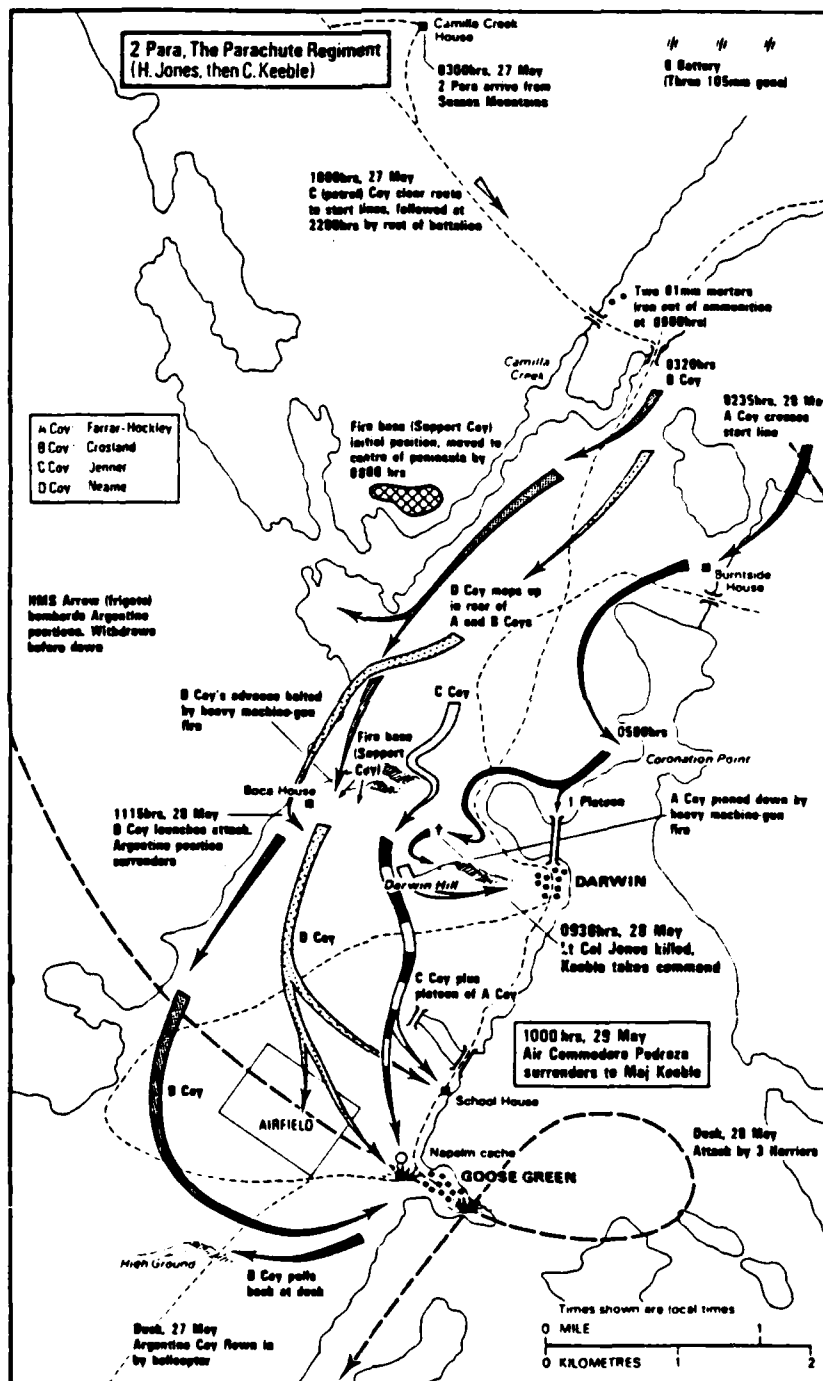 2 Para, The Parachute Regiment
(H. Jones, then C. Keeble)
Camilla Creek
House
0300hrs, 27 May
2 Para arrive from
Sussex Mountains
8 Battery
(Three 105mm guns)
1800hrs, 27 May
C (patrol) Coy clear route
to start lines, followed at
2200hrs by rest of battalion
Two 81mm mortars
(run out of ammunition
at
Camilla
Creek
0320hrs
B Coy
0235hrs, 28 May
A Coy crosses
start line
A Coy Farrar-Hockley
B Coy Crosland
C Coy Jenner
D Coy Neame
Fire base (Support Coy)
initial position, moved to
centre of peninsula by
hrs
Burntside
House
D Coy mops up
in rear of
A and B Coys
HMS Arrow (frigate)
bombards Argentine
positions. Withdraws
before dawn
B Coy's advance halted
by heavy machine-gun
fire
C Coy
Fire base
(Support
Coy)
0500hrs
Coronation Point
Boca House
1 Platoon
A Coy pinned down by
heavy machine-gun
fire
1115hrs, 28 May
B Coy launches attack.
Argentine position
surrenders
Darwin Hill
DARWIN
0930hrs, 28 May
Lt Col Jones killed,
Keeble takes command
Coy
C Coy plus
platoon of A Coy
1000 hrs, 29 May
Air Commodore Pedroza
surrenders to Maj Keeble
B Coy
School House
AIRFIELD
Dusk, 28 May
Attack by 3 Harriers
Napalm cache
GOOSE GREEN
High Ground
B Coy pulls
back at dusk
Dusk, 27 May
Argentine Coy flown in
by helicopter
Times shown are local times
0 MILE 1
0 KILOMETRES 1 2